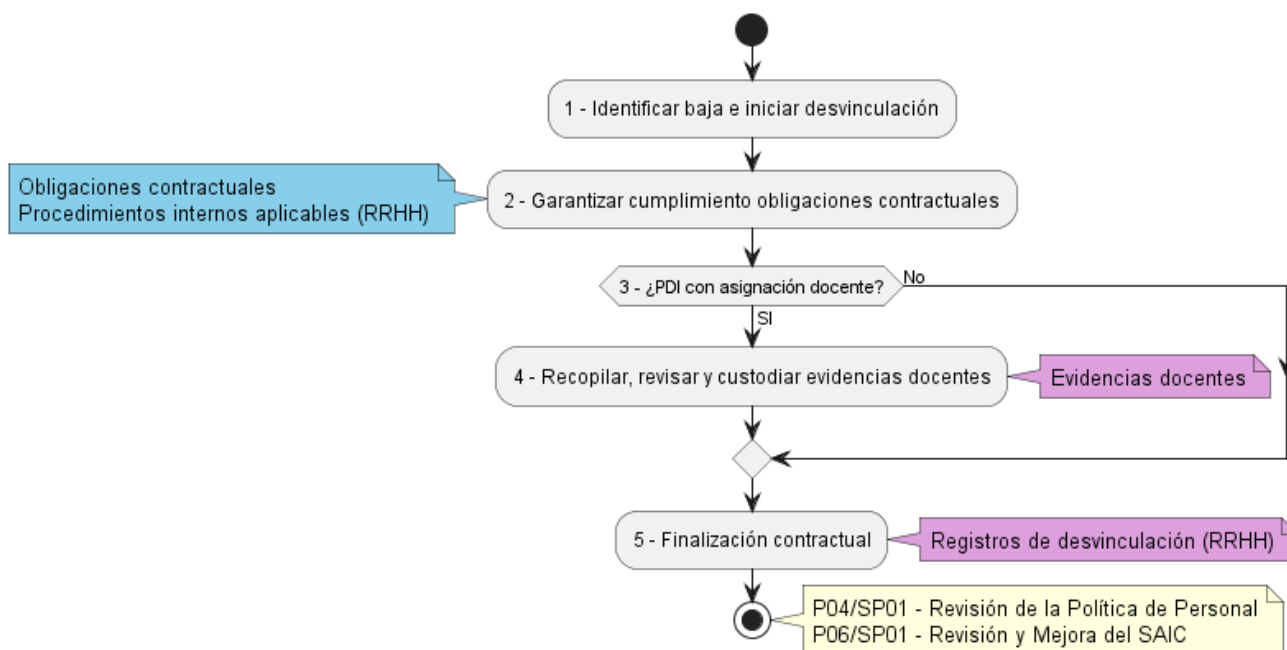 1 - Identificar baja e iniciar desvinculación
Obligaciones contractuales
Procedimientos internos aplicables (RRHH)
2 - Garantizar cumplimiento obligaciones contractuales
3 - ¿PDI con asignación docente?
No
SI
4 - Recopilar, revisar y custodiar evidencias docentes
Evidencias docentes
5 - Finalización contractual
Registros de desvinculación (RRHH)
P04/SP01 - Revisión de la Política de Personal
P06/SP01 - Revisión y Mejora del SAIC